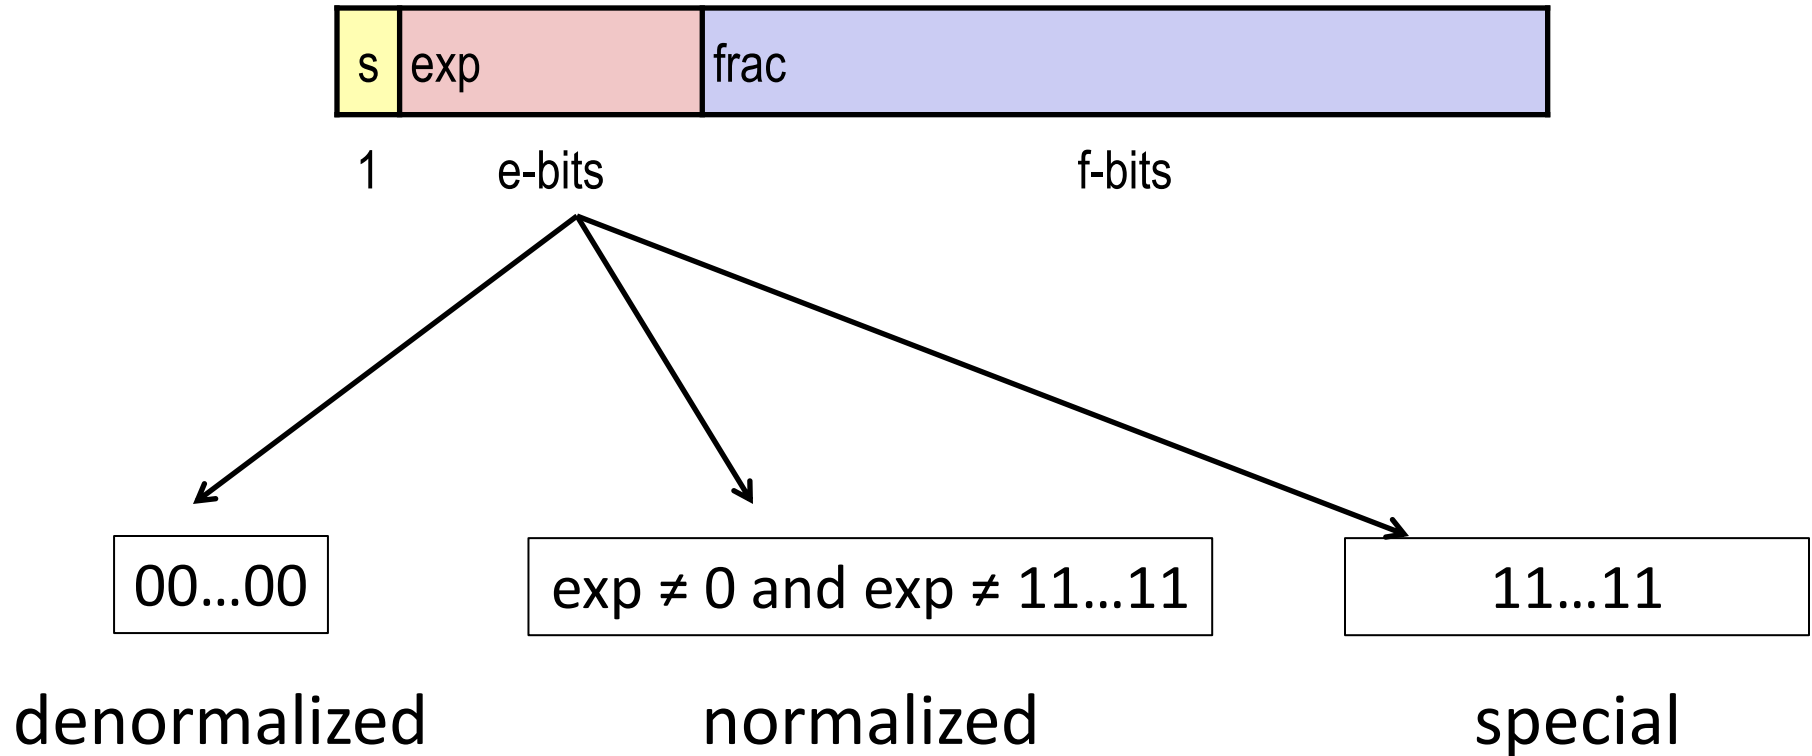 s exp frac
1 e-bits f-bits
00…00 exp ≠ 0 and exp ≠ 11…11 11…11
denormalized normalized special